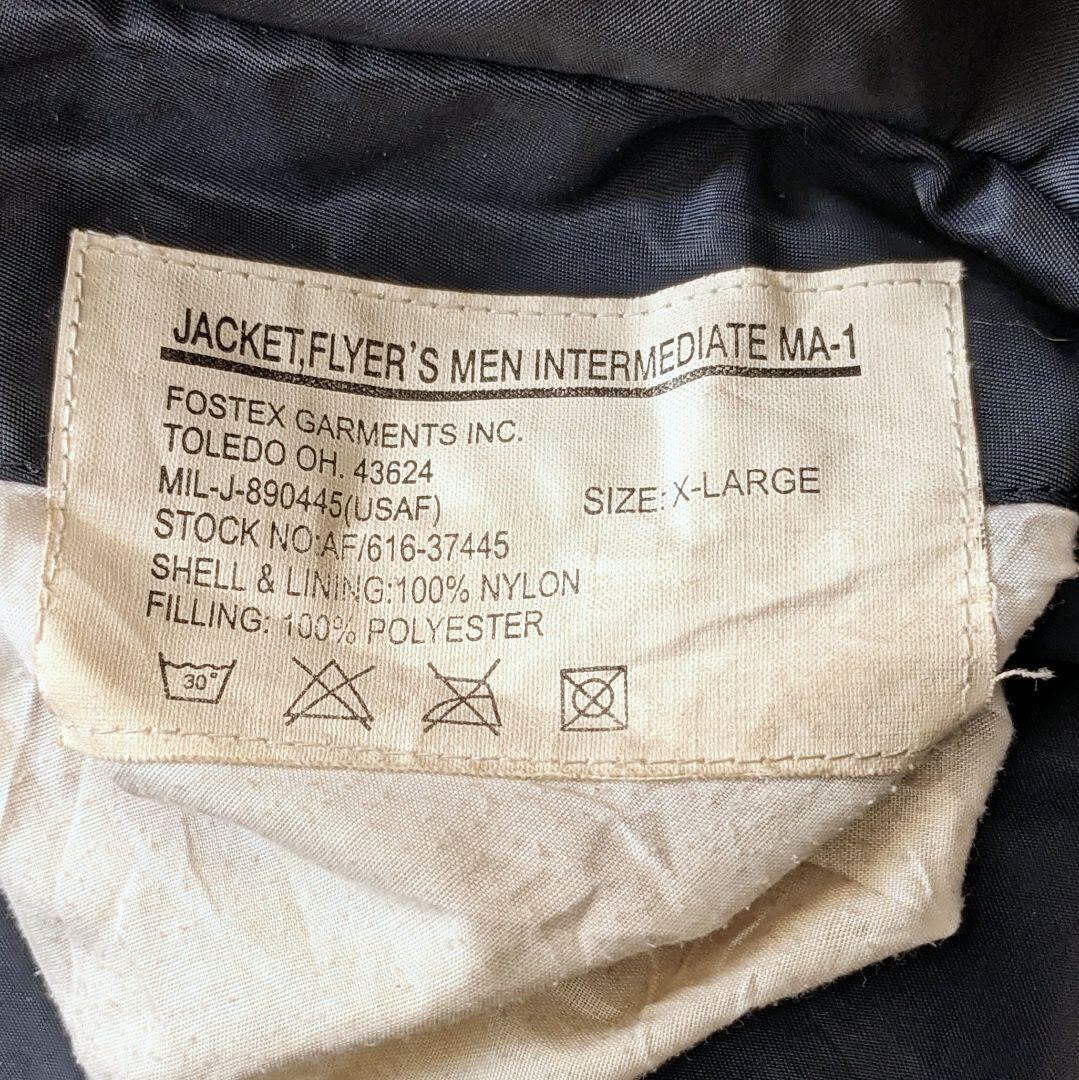 JACKET,FLYER'S MEN INTERMEDIATE MA-1
FOSTEX GARMENTS INC.
TOLEDO OH. 43624
MIL-J-890445(USAF)
SIZE: X-LARGE
STOCK NO:AF/616-37445
SHELL & LINING:100% NYLON
FILLING: 100% POLYESTER
30°